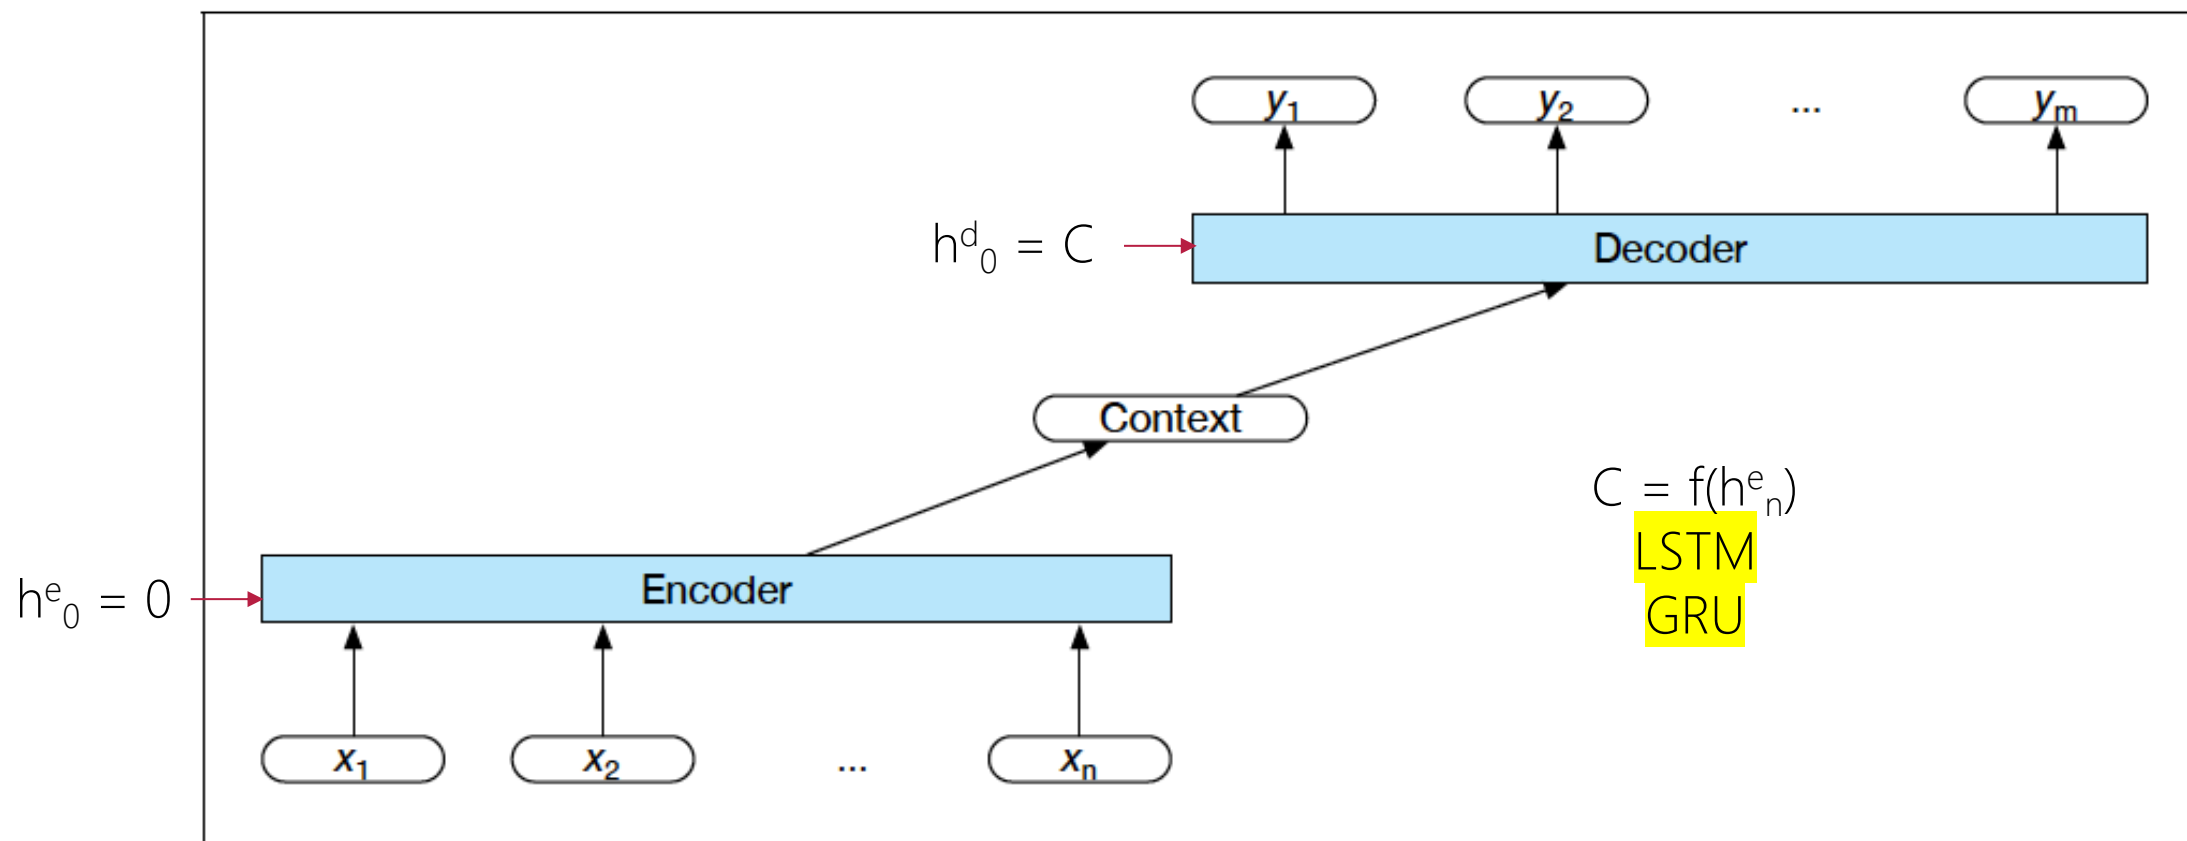 y₁ y₂ ... yₘ
hᵈ₀ = C
Decoder
Context
C = f(hᵉₙ)
LSTM
GRU
hᵉ₀ = 0
Encoder
x₁ x₂ ... xₙ